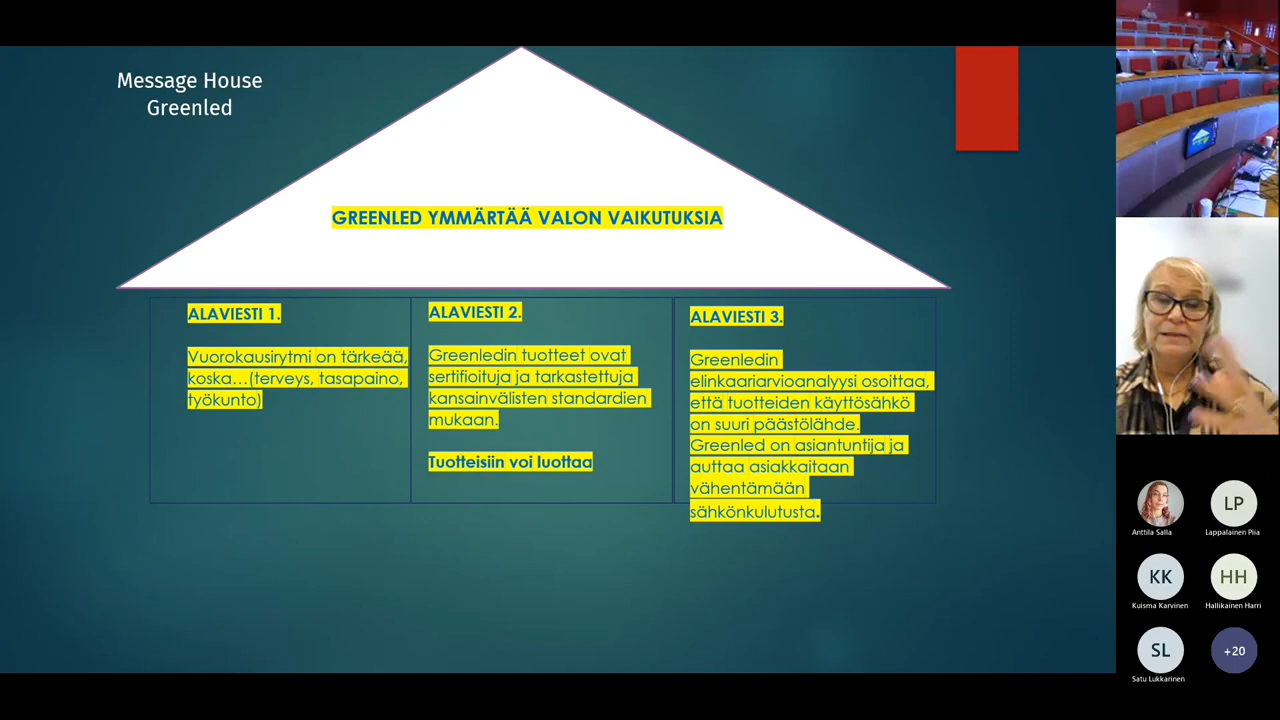 Message House
Greenled
GREENLED YMMÄRTÄÄ VALON VAIKUTUKSIA
ALAVIESTI 1.
Vuorokausirytmi on tärkeää,
koska...(terveys, tasapaino,
työkunto)
ALAVIESTI 2.
Greenledin tuotteet ovat
sertifioituja ja tarkastettuja
kansainvälisten standardien
mukaan.
Tuotteisiin voi luottaa
ALAVIESTI 3.
Greenledin
elinkaariarvioanalyysi osoittaa,
että tuotteiden käyttösähkö
on suuri päästölähde.
Greenled on asiantuntija ja
auttaa asiakkaitaan
vähentämään
sähkönkulutusta.
Anttila Salla
LP
Lappalainen Piia
KK
Kuisma Karvinen
HH
Hallikainen Harri
SL
Satu Lukkarinen
+20